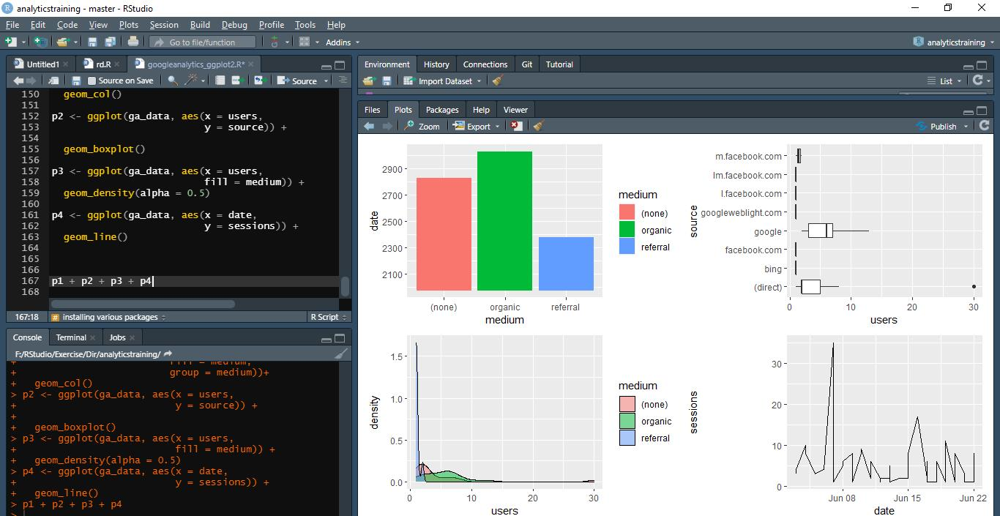 analyticstraining - master - RStudio
File Edit Code View Plots Session Build Debug Profile Tools Help
Go to file/function Addins analyticstraining
Untitled1 rd.R googleanalytics_ggplot2.R*
Source on Save Source
150 geom_col()
151
152 p2 <- ggplot(ga_data, aes(x = users,
153 y = source)) +
154
155 geom_boxplot()
156
157 p3 <- ggplot(ga_data, aes(x = users,
158 fill = medium)) +
159 geom_density(alpha = 0.5)
160
161 p4 <- ggplot(ga_data, aes(x = date,
162 y = sessions)) +
163 geom_line()
164
165
166
167 p1 + p2 + p3 + p4
168
167:18 # installing various packages R Script
Console Terminal Jobs
F:/RStudio/Exercise/Dir/analyticstraining/
+ fill = medium,
+ group = medium))+
+ geom_col()
> p2 <- ggplot(ga_data, aes(x = users,
+ y = source)) +
+
+ geom_boxplot()
> p3 <- ggplot(ga_data, aes(x = users,
+ fill = medium)) +
+ geom_density(alpha = 0.5)
> p4 <- ggplot(ga_data, aes(x = date,
+ y = sessions)) +
+ geom_line()
> p1 + p2 + p3 + p4
>
Environment History Connections Git Tutorial
Import Dataset List
Files Plots Packages Help Viewer
Zoom Export Publish
date
2900
2700
2500
2300
2100
(none) organic referral
medium
medium
(none)
organic
referral
source
m.facebook.com
lm.facebook.com
l.facebook.com
googleweblight.com
google
facebook.com
bing
(direct)
0 10 20 30
users
density
1.5
1.0
0.5
0.0
0 10 20 30
users
medium
(none)
organic
referral
sessions
30
20
10
0
Jun 08 Jun 15 Jun 22
date